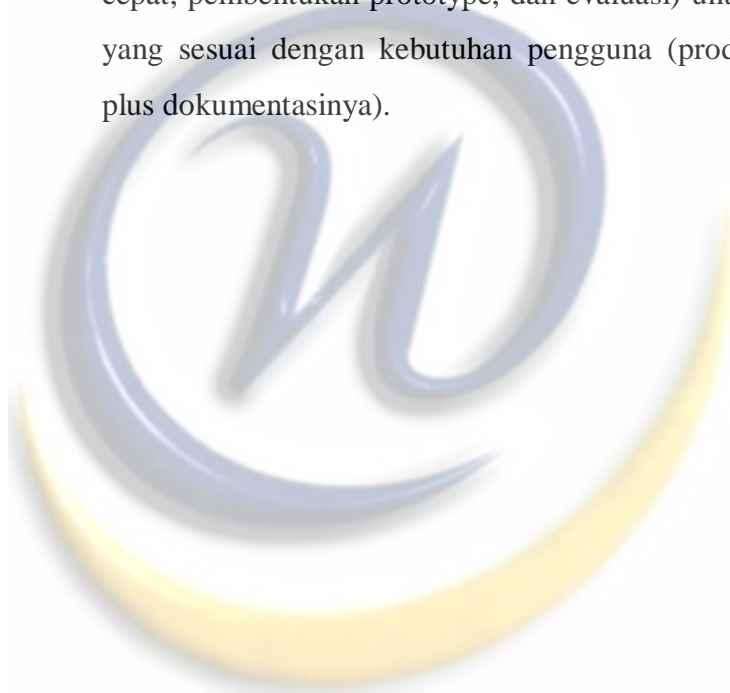 cepat, pembentukan prototype, dan evaluasi)
yang sesuai dengan kebutuhan pengguna
plus dokumentasinya).